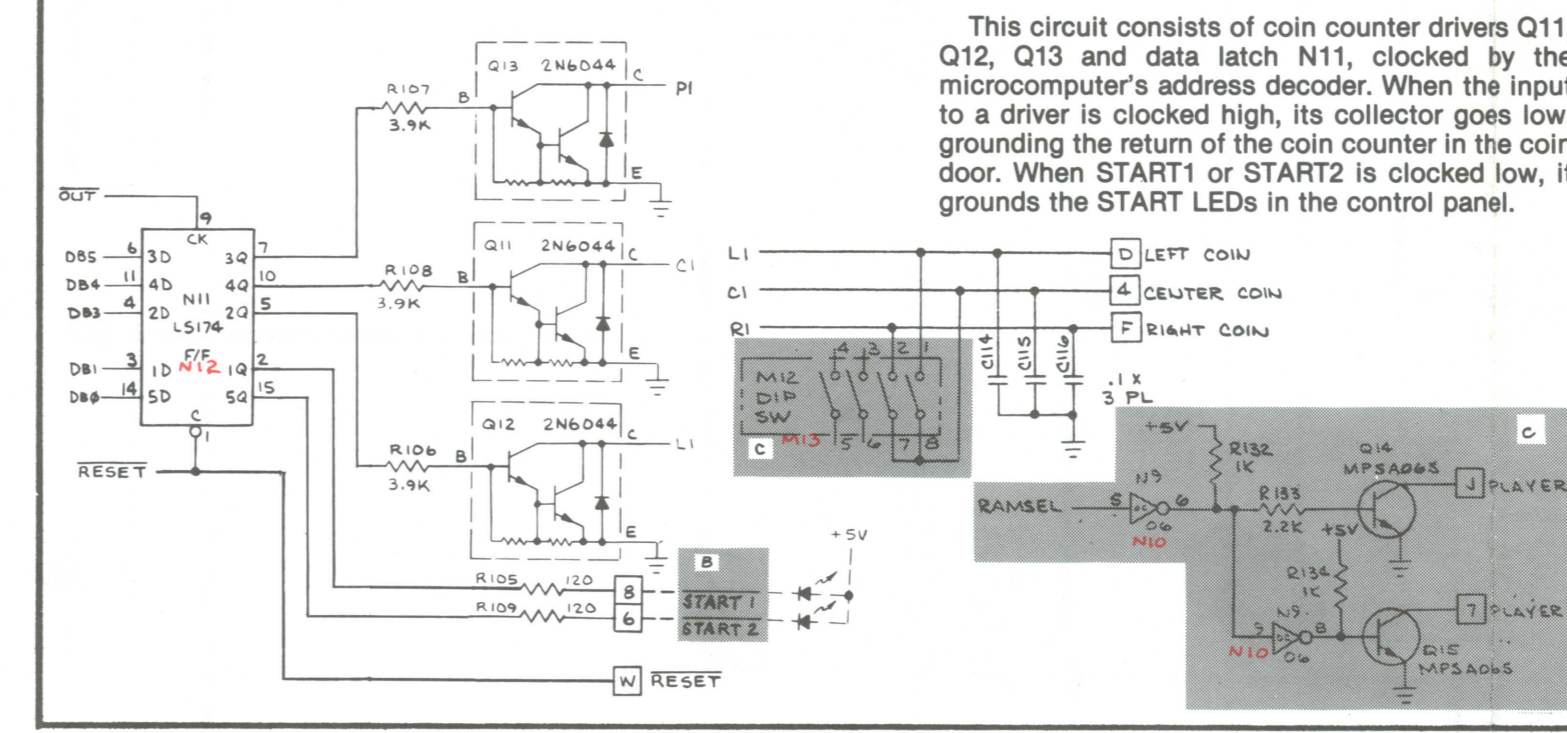 This circuit consists of coin counter drivers Q11
Q12, Q13 and data latch N11, clocked by the
microcomputer's address decoder. When the input
to a driver is clocked high, its collector goes low
grounding the return of the coin counter in the coin
door. When START1 or START2 is clocked low, it
grounds the START LEDs in the control panel.
Q13 2N6044
C
P1
R107
B
3.9K
E
OUT
9
CK
DB5 6 3D 3Q 7
DB4 11 4D 4Q 10
DB3 4 2D 2Q 5
N11
LS174
F/F
N12
DB1 3 1D 1Q 2
DBØ 14 5D 5Q 15
C
1
RESET
Q11 2N6044
C
C1
R108
B
3.9K
E
Q12 2N6044
C
L1
R106
B
3.9K
E
R105 120 8 START 1
R109 120 6 START 2
B
+5V
W RESET
L1 D LEFT COIN
C1 4 CENTER COIN
R1 F RIGHT COIN
4 3 2 1
M12
DIP
SW
C M13 5 6 7 8
C114
C115
C116
.1 X
3 PL
C
+5V
R132
1K
Q14
MPSA06S
J PLAYER
RAMSEL 5 N9 6
OC
06
N10
R133
2.2K
+5V
R134
1K
N9
9 8
OC
N10 06
7 PLAYER
Q15
MPSA06S